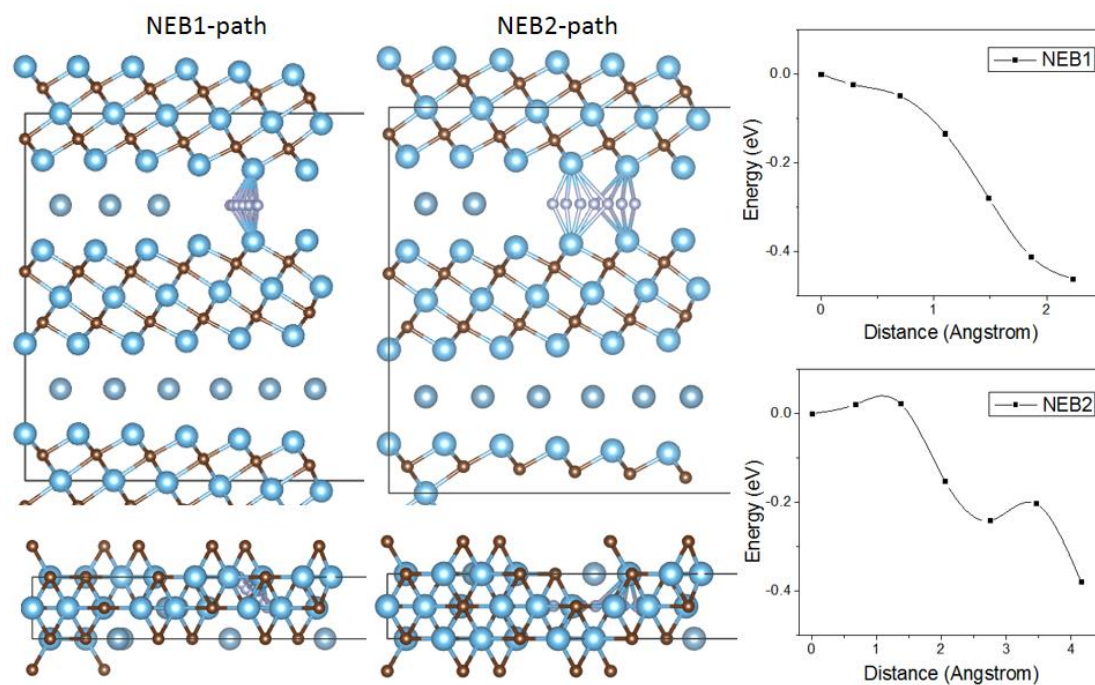 NEB1-path
NEB2-path
NEB1
0.0
-0.2
-0.4
Energy (eV)
0
1
2
Distance (Angstrom)
NEB2
0.0
-0.2
-0.4
Energy (eV)
0
1
2
3
4
Distance (Angstrom)